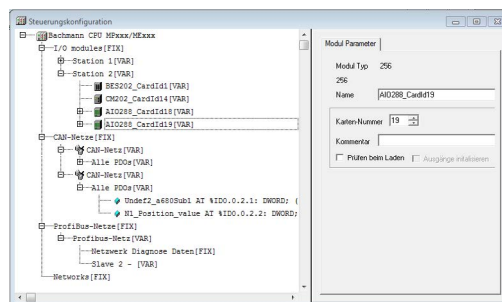 Steuerungskonfiguration
Bachmann CPU MPxxx/MExxx
I/O modules[FIX]
Station 1[VAR]
Station 2[VAR]
BES202_CardId1[VAR]
CM202_CardId14[VAR]
AIO288_CardId18[VAR]
AIO288_CardId19[VAR]
CAN-Netze[FIX]
CAN-Netz[VAR]
Alle PDOs[VAR]
CAN-Netz[VAR]
Alle PDOs[VAR]
Undef2_a680Sub1 AT %ID0.0.2.1: DWORD; (
N1_Position_value AT %ID0.0.2.2: DWORD;
ProfiBus-Netze[FIX]
Profibus-Netz[VAR]
Netzwerk Diagnose Daten[FIX]
Slave 2 - [VAR]
Networks[FIX]
Modul Parameter
Modul Typ 256
256
Name AIO288_CardId19
Karten-Nummer 19
Kommentar
Prüfen beim Laden Ausgänge initialisieren